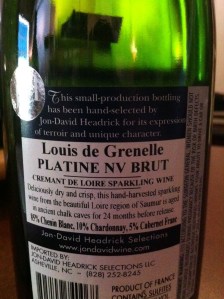 This small-production bottling
has been hand-selected by
Jon-David Headrick for its expression
of terroir and unique character.
Louis de Grenelle
PLATINE NV BRUT
CREMANT DE LOIRE SPARKLING WINE
Deliciously dry and crisp, this hand-harvested sparkling
wine from the beautiful Loire region of Saumur is aged
in ancient chalk caves for 24 months before release.
85% Chenin Blanc, 10% Chardonnay, 5% Cabernet Franc
Jon-David Headrick Selections
www.jondavidwine.com
IMPORTED BY:
JON-DAVID HEADRICK SELECTIONS LLC
ASHEVILLE, NC - (828) 252-8245
PRODUCT OF FRANCE
CONTAINS SULFITES